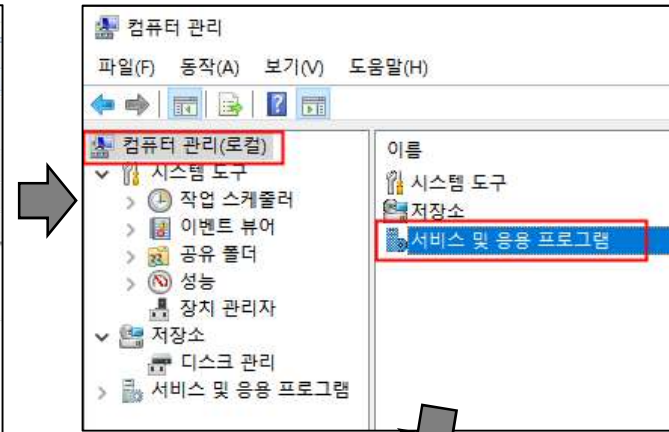 컴퓨터 관리
파일(F) 동작(A) 보기(V) 도움말(H)
컴퓨터 관리(로컬)
시스템 도구
작업 스케줄러
이벤트 뷰어
공유 폴더
성능
장치 관리자
저장소
디스크 관리
서비스 및 응용 프로그램
이름
시스템 도구
저장소
서비스 및 응용 프로그램